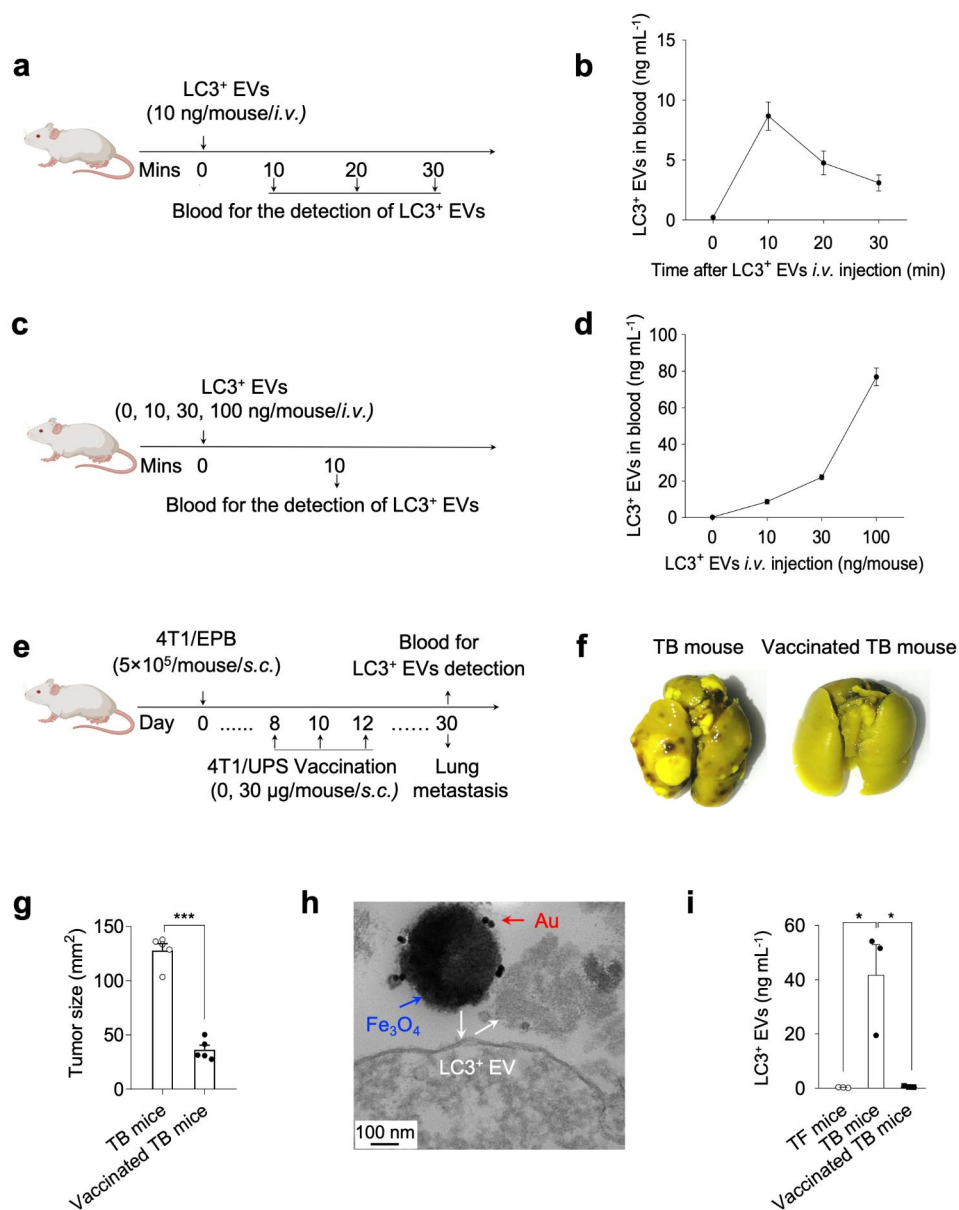 a
LC3⁺ EVs
(10 ng/mouse/i.v.)
Mins 0 10 20 30
Blood for the detection of LC3⁺ EVs
b
LC3⁺ EVs in blood (ng mL⁻¹)
15
10
5
0
0 10 20 30
Time after LC3⁺ EVs i.v. injection (min)
c
LC3⁺ EVs
(0, 10, 30, 100 ng/mouse/i.v.)
Mins 0 10
Blood for the detection of LC3⁺ EVs
d
LC3⁺ EVs in blood (ng mL⁻¹)
100
80
60
40
20
0
0 10 30 100
LC3⁺ EVs i.v. injection (ng/mouse)
e
4T1/EPB
(5×10⁵/mouse/s.c.)
Blood for
LC3⁺ EVs detection
Day 0 ...... 8 10 12 ...... 30
4T1/UPS Vaccination
(0, 30 µg/mouse/s.c.)
Lung
metastasis
f
TB mouse Vaccinated TB mouse
g
Tumor size (mm²)
150
100
50
0
***
TB mice
Vaccinated TB mice
h
Au
Fe₃O₄
LC3⁺ EV
100 nm
i
LC3⁺ EVs (ng mL⁻¹)
60
40
20
0
* *
TF mice
TB mice
Vaccinated TB mice